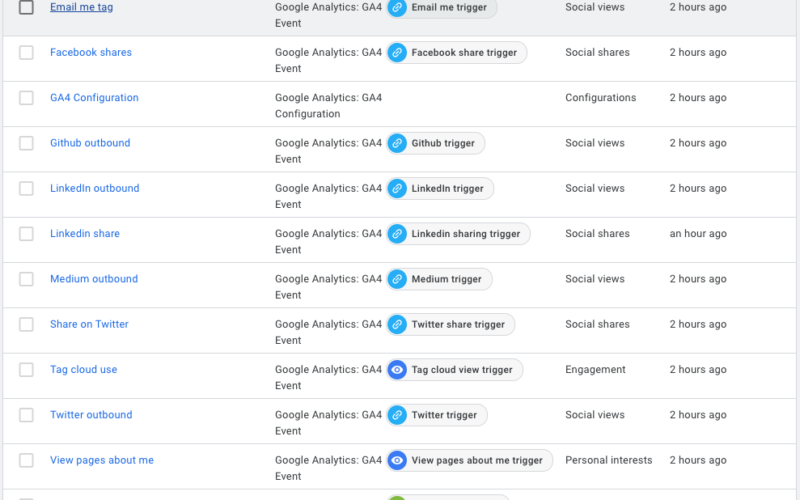 Email me tag Google Analytics: GA4 Email me trigger Social views 2 hours ago
Event
Facebook shares Google Analytics: GA4 Facebook share trigger Social shares 2 hours ago
Event
GA4 Configuration Google Analytics: GA4 Configurations 2 hours ago
Configuration
Github outbound Google Analytics: GA4 Github trigger Social views 2 hours ago
Event
LinkedIn outbound Google Analytics: GA4 LinkedIn trigger Social views 2 hours ago
Event
Linkedin share Google Analytics: GA4 Linkedin sharing trigger Social shares an hour ago
Event
Medium outbound Google Analytics: GA4 Medium trigger Social views 2 hours ago
Event
Share on Twitter Google Analytics: GA4 Twitter share trigger Social shares 2 hours ago
Event
Tag cloud use Google Analytics: GA4 Tag cloud view trigger Engagement 2 hours ago
Event
Twitter outbound Google Analytics: GA4 Twitter trigger Social views 2 hours ago
Event
View pages about me Google Analytics: GA4 View pages about me trigger Personal interests 2 hours ago
Event